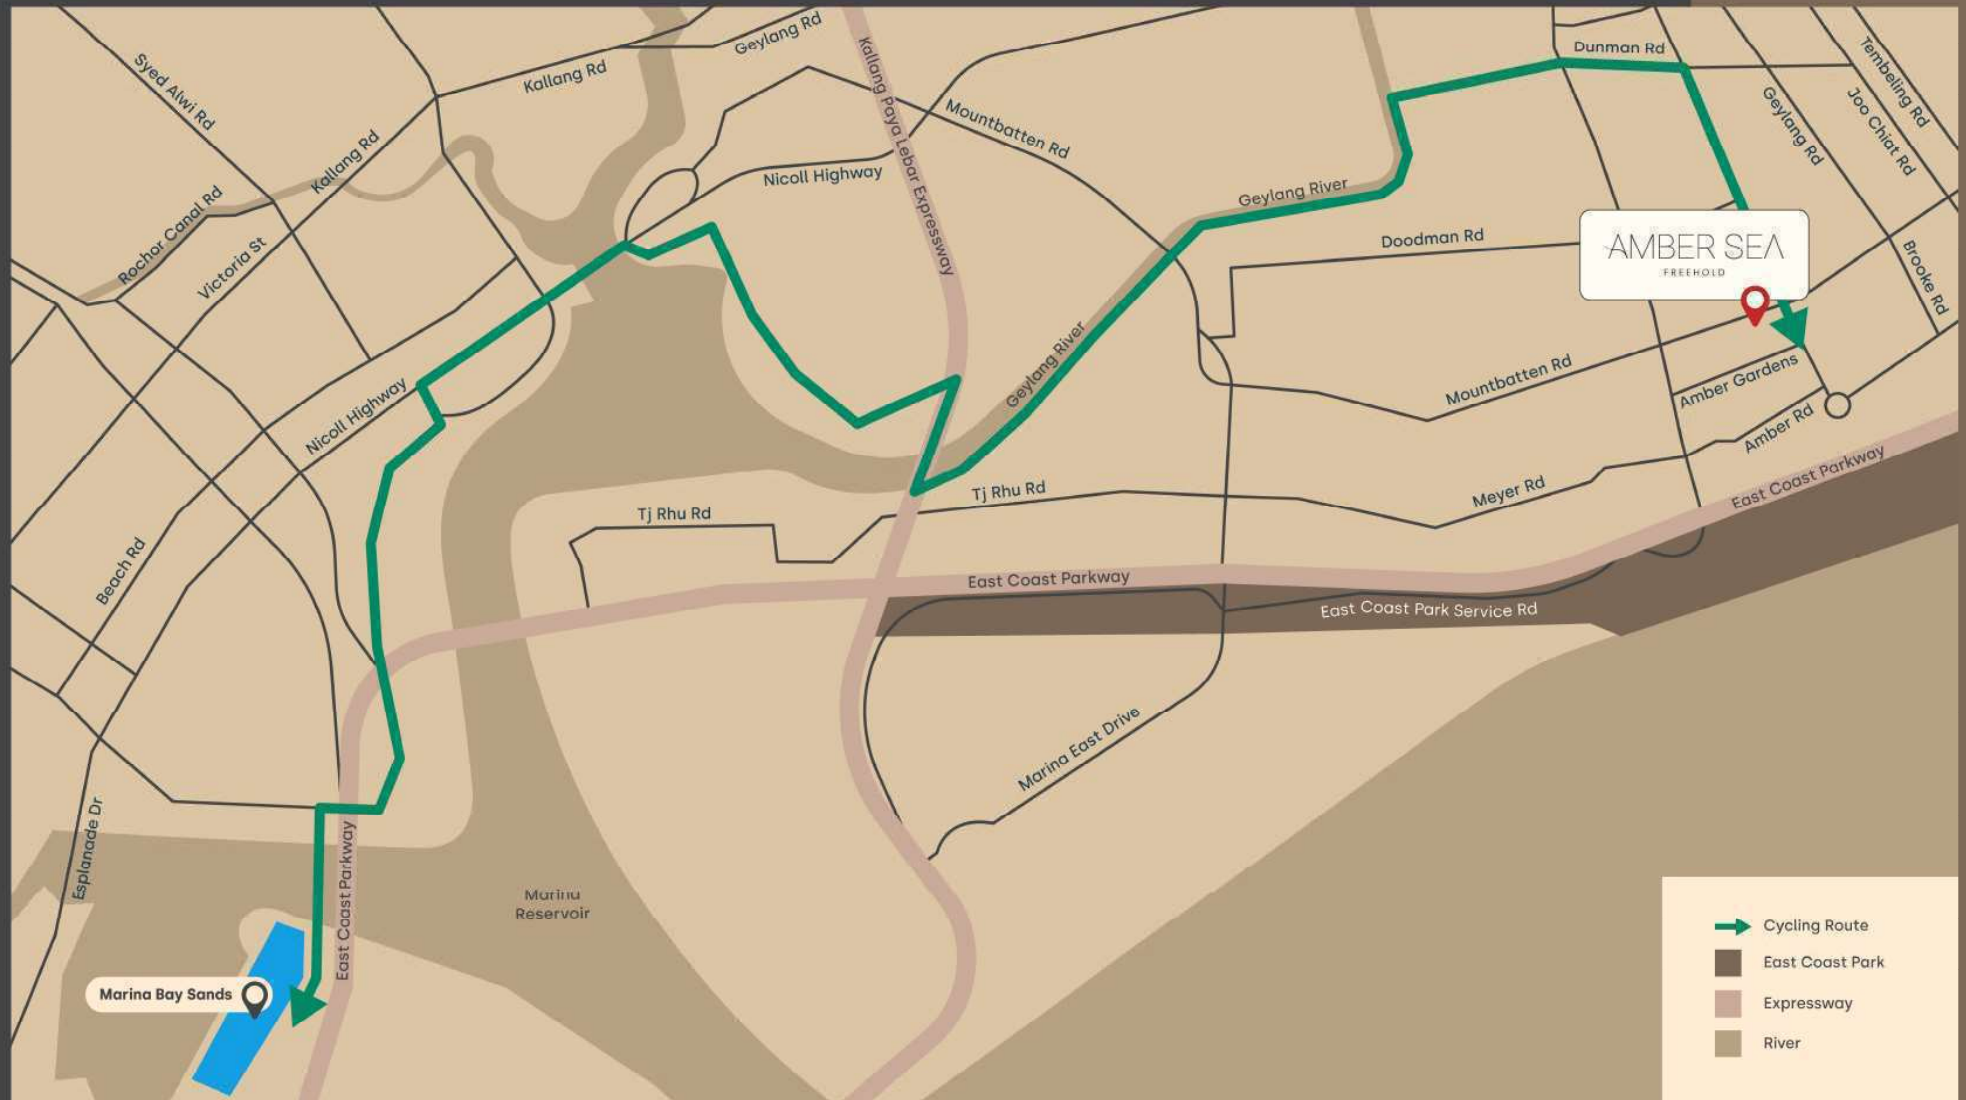 Geylang Rd
Kallang Rd
Syed Alwi Rd
Kallang Paya Lebar Expressway
Mountbatten Rd
Dunman Rd
Tembeling Rd
Joo Chiat Rd
Geylang Rd
Kallang Rd
Nicoll Highway
Geylang River
Rochor Canal Rd
Victoria St
Doodman Rd
AMBER SEA
FREEHOLD
Brooke Rd
Geylang River
Nicoll Highway
Mountbatten Rd
Amber Gardens
Amber Rd
Tj Rhu Rd
Tj Rhu Rd
Meyer Rd
East Coast Parkway
Beach Rd
East Coast Parkway
East Coast Park Service Rd
Marina East Drive
Esplanade Dr
East Coast Parkway
Marina
Reservoir
Marina Bay Sands
Cycling Route
East Coast Park
Expressway
River